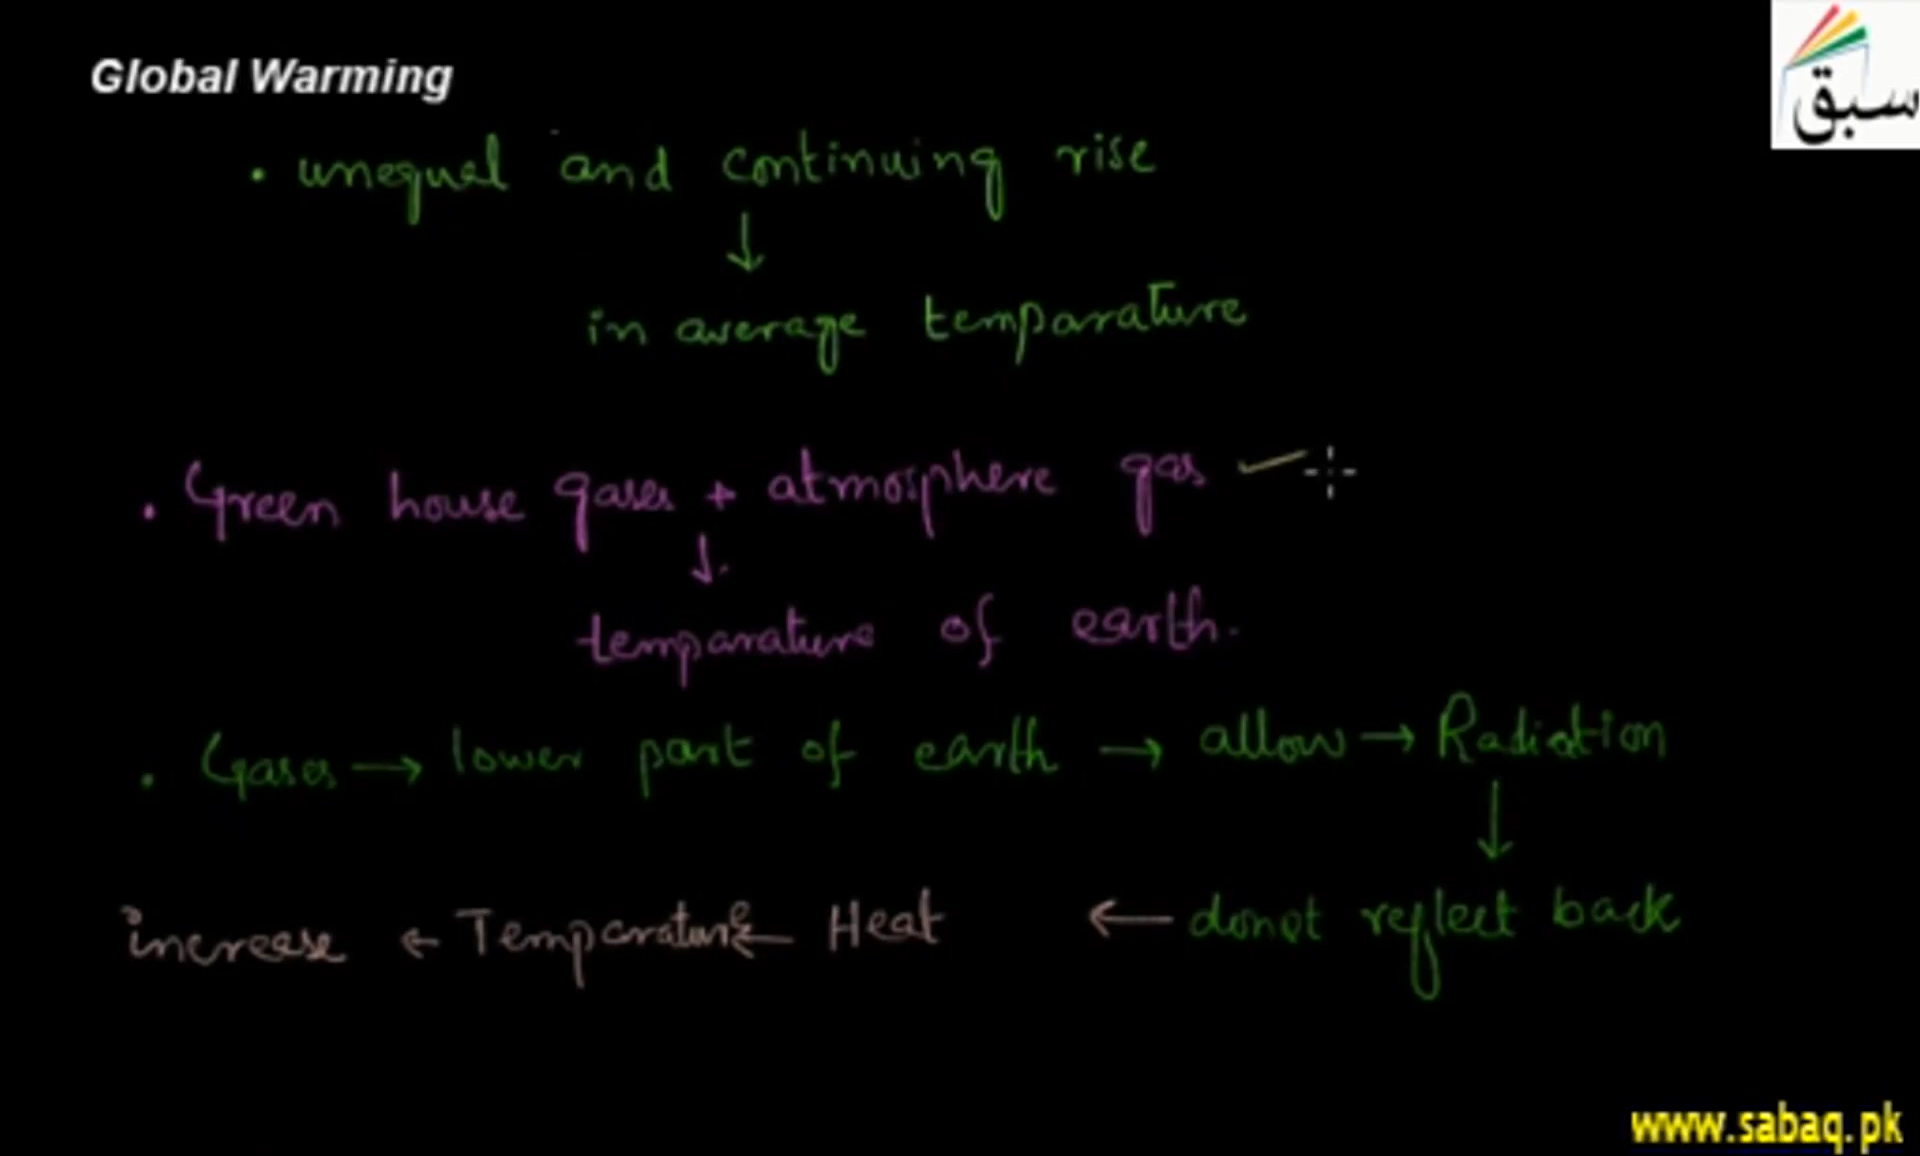 Global Warming
سبق
. unequal and continuing rise
↓
in average temparature
. Green house gases + atmosphere gas
↓.
temparature of earth.
. Gases → lower part of earth → allow → Radiation
↓
increase ← Temparature ← Heat ← donot reflect back
www.sabaq.pk